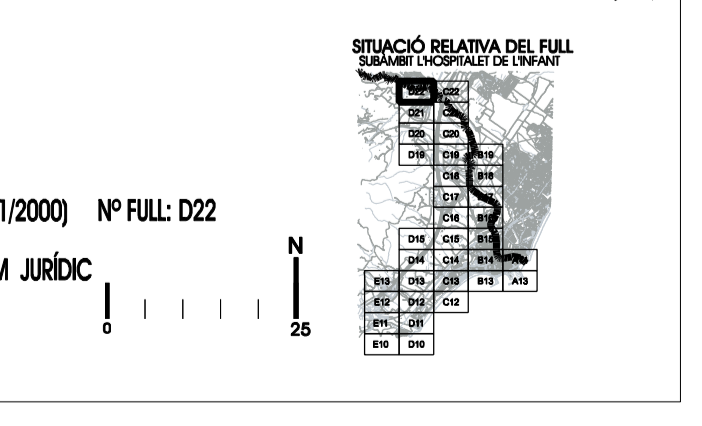 SITUACIÓ RELATIVA DEL FULL
SUBÀMBIT L'HOSPITALET DE L'INFANT
D22 C22
D21
D20 C20
D19 C19 B19
C18 B18
C17
C16
D15 C15 B15
D14 C14 B14
E13 D13 C13 B13 A13
E12 D12 C12
E11 D11
E10 D10
1/2000) Nº FULL: D22
JURÍDIC
N
0 25